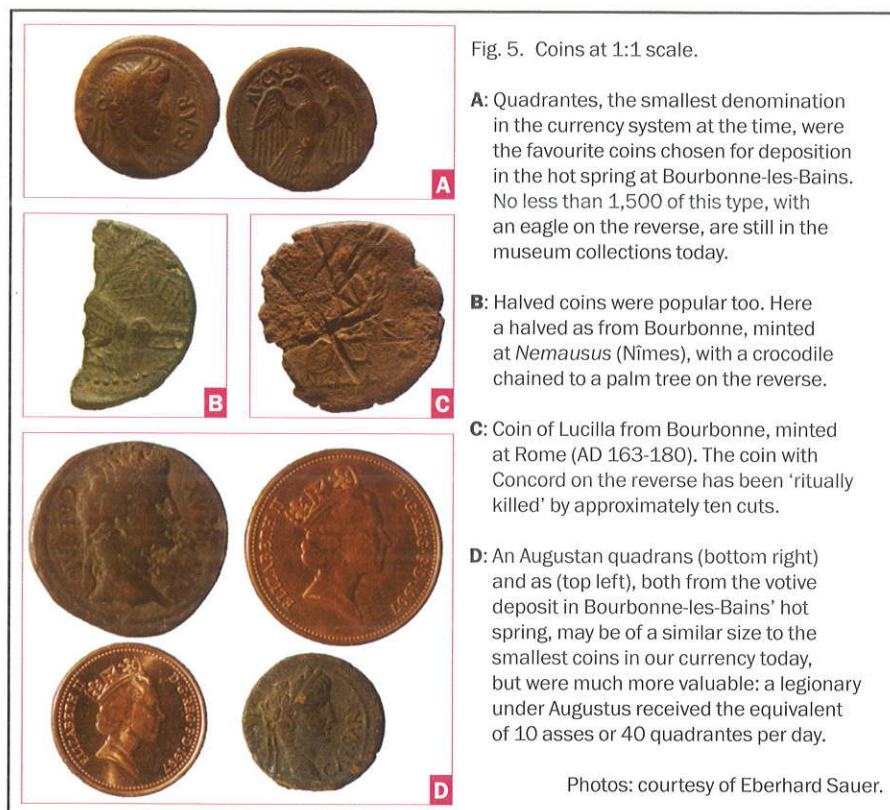 Fig. 5. Coins at 1:1 scale.
A: Quadrantes, the smallest denomination
in the currency system at the time, were
the favourite coins chosen for deposition
in the hot spring at Bourbonne-les-Bains.
No less than 1,500 of this type, with
an eagle on the reverse, are still in the
museum collections today.
B: Halved coins were popular too. Here
a halved as from Bourbonne, minted
at Nemausus (Nîmes), with a crocodile
chained to a palm tree on the reverse.
C: Coin of Lucilla from Bourbonne, minted
at Rome (AD 163-180). The coin with
Concord on the reverse has been ‘ritually
killed’ by approximately ten cuts.
D: An Augustan quadrans (bottom right)
and as (top left), both from the votive
deposit in Bourbonne-les-Bains’ hot
spring, may be of a similar size to the
smallest coins in our currency today,
but were much more valuable: a legionary
under Augustus received the equivalent
of 10 asses or 40 quadrantes per day.
Photos: courtesy of Eberhard Sauer.
A
B
C
D
ELIZABETH II D·G·REG·F·D·1997
ELIZABETH II D·G·REG·F·D·1997